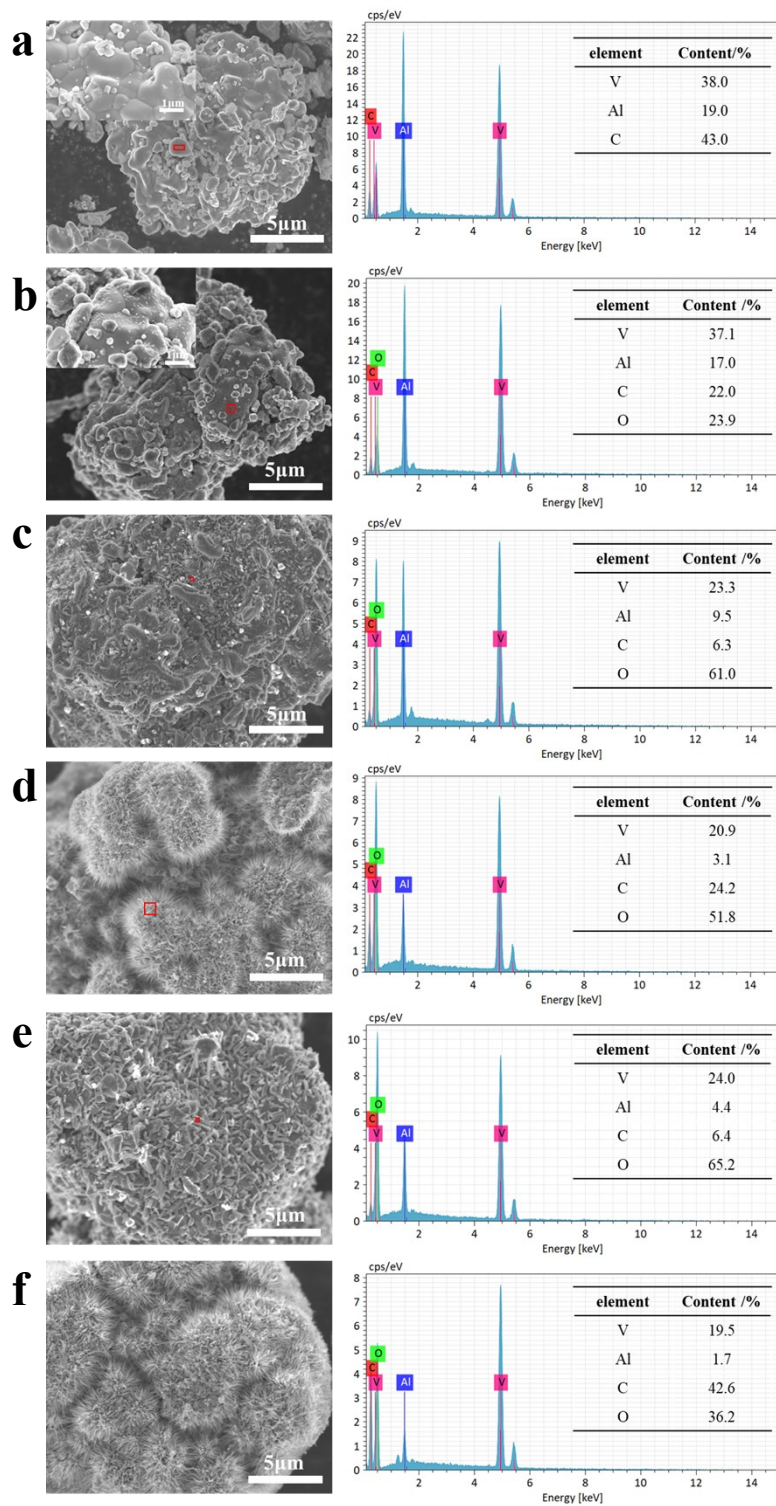 a
1μm
5μm
cps/eV
22
20
18
16
14
12
10
8
6
4
2
0
C
V
Al
V
2 4 6 8 10 12 14
Energy [keV]
element Content/%
V 38.0
Al 19.0
C 43.0
b
1μm
5μm
cps/eV
20
18
16
14
12
10
8
6
4
2
0
O
C
V
Al
V
2 4 6 8 10 12 14
Energy [keV]
element Content /%
V 37.1
Al 17.0
C 22.0
O 23.9
c
5μm
cps/eV
9
8
7
6
5
4
3
2
1
0
O
C
V
Al
V
2 4 6 8 10 12 14
Energy [keV]
element Content /%
V 23.3
Al 9.5
C 6.3
O 61.0
d
5μm
cps/eV
9
8
7
6
5
4
3
2
1
0
O
C
V
Al
V
2 4 6 8 10 12 14
Energy [keV]
element Content /%
V 20.9
Al 3.1
C 24.2
O 51.8
e
5μm
cps/eV
10
9
8
7
6
5
4
3
2
1
0
O
C
V
Al
V
2 4 6 8 10 12 14
Energy [keV]
element Content /%
V 24.0
Al 4.4
C 6.4
O 65.2
f
5μm
cps/eV
8
7
6
5
4
3
2
1
0
O
C
V
Al
V
2 4 6 8 10 12 14
Energy [keV]
element Content /%
V 19.5
Al 1.7
C 42.6
O 36.2